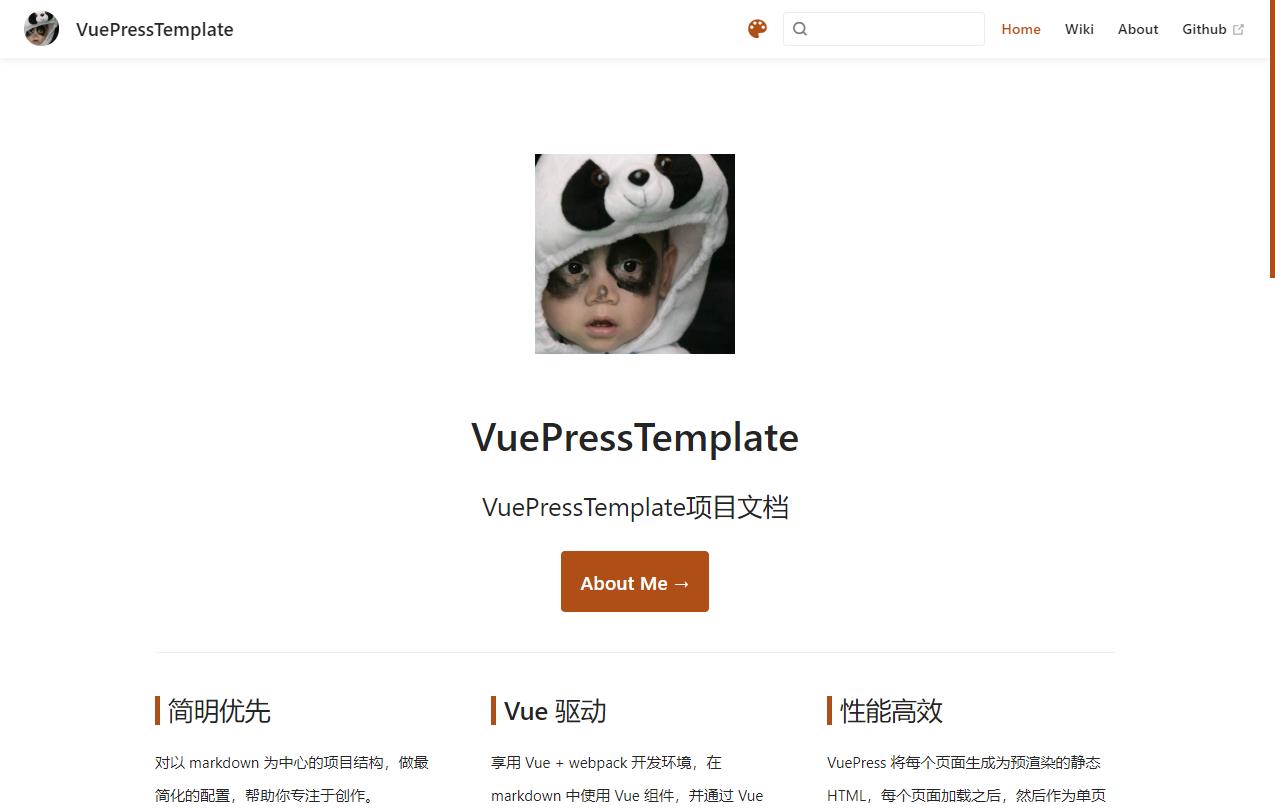 VuePressTemplate
Home Wiki About Github
VuePressTemplate
VuePressTemplate项目文档
About Me →
简明优先
对以 markdown 为中心的项目结构，做最
简化的配置，帮助你专注于创作。
Vue 驱动
享用 Vue + webpack 开发环境，在
markdown 中使用 Vue 组件，并通过 Vue
性能高效
VuePress 将每个页面生成为预渲染的静态
HTML，每个页面加载之后，然后作为单页